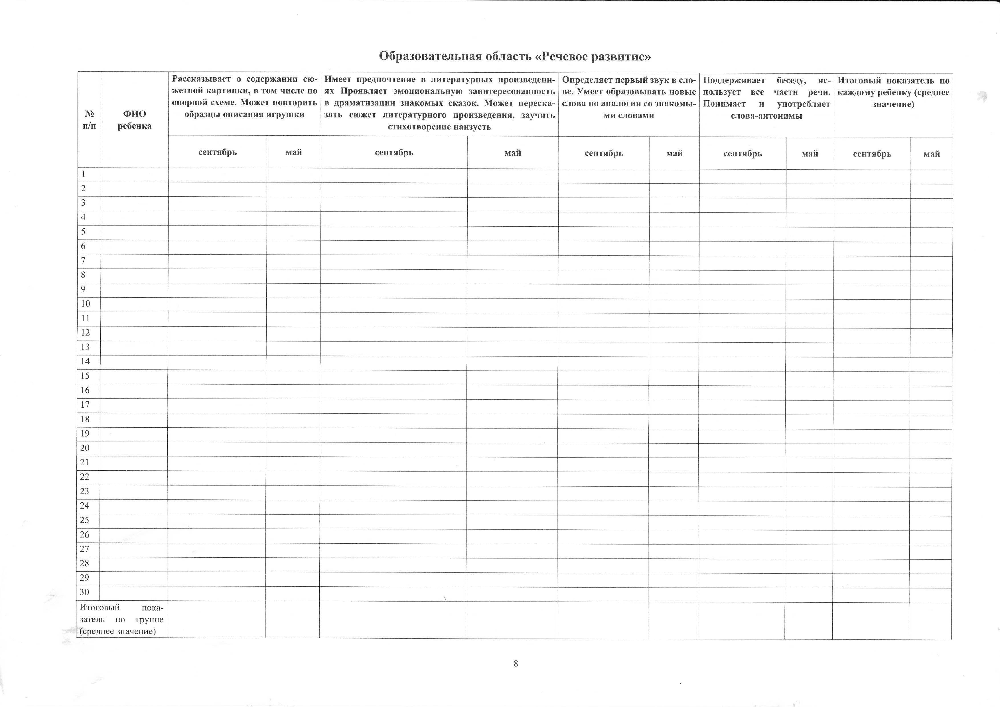 Образовательная область «Речевое развитие»
№
п/п
ФИО
ребенка
Рассказывает о содержании сю-
жетной картинки, в том числе по
опорной схеме. Может повторить
образцы описания игрушки
Имеет предпочтение в литературных произведени-
ях Проявляет эмоциональную заинтересованность
в драматизации знакомых сказок. Может переска-
зать сюжет литературного произведения, заучить
стихотворение наизусть
Определяет первый звук в сло-
ве. Умеет образовывать новые
слова по аналогии со знакомы-
ми словами
Поддерживает беседу, ис-
пользует все части речи.
Понимает и употребляет
слова-антонимы
Итоговый показатель по
каждому ребенку (среднее
значение)
сентябрь май сентябрь май сентябрь май сентябрь май сентябрь май
1
2
3
4
5
6
7
8
9
10
11
12
13
14
15
16
17
18
19
20
21
22
23
24
25
26
27
28
29
30
Итоговый пока-
затель по группе
(среднее значение)
8